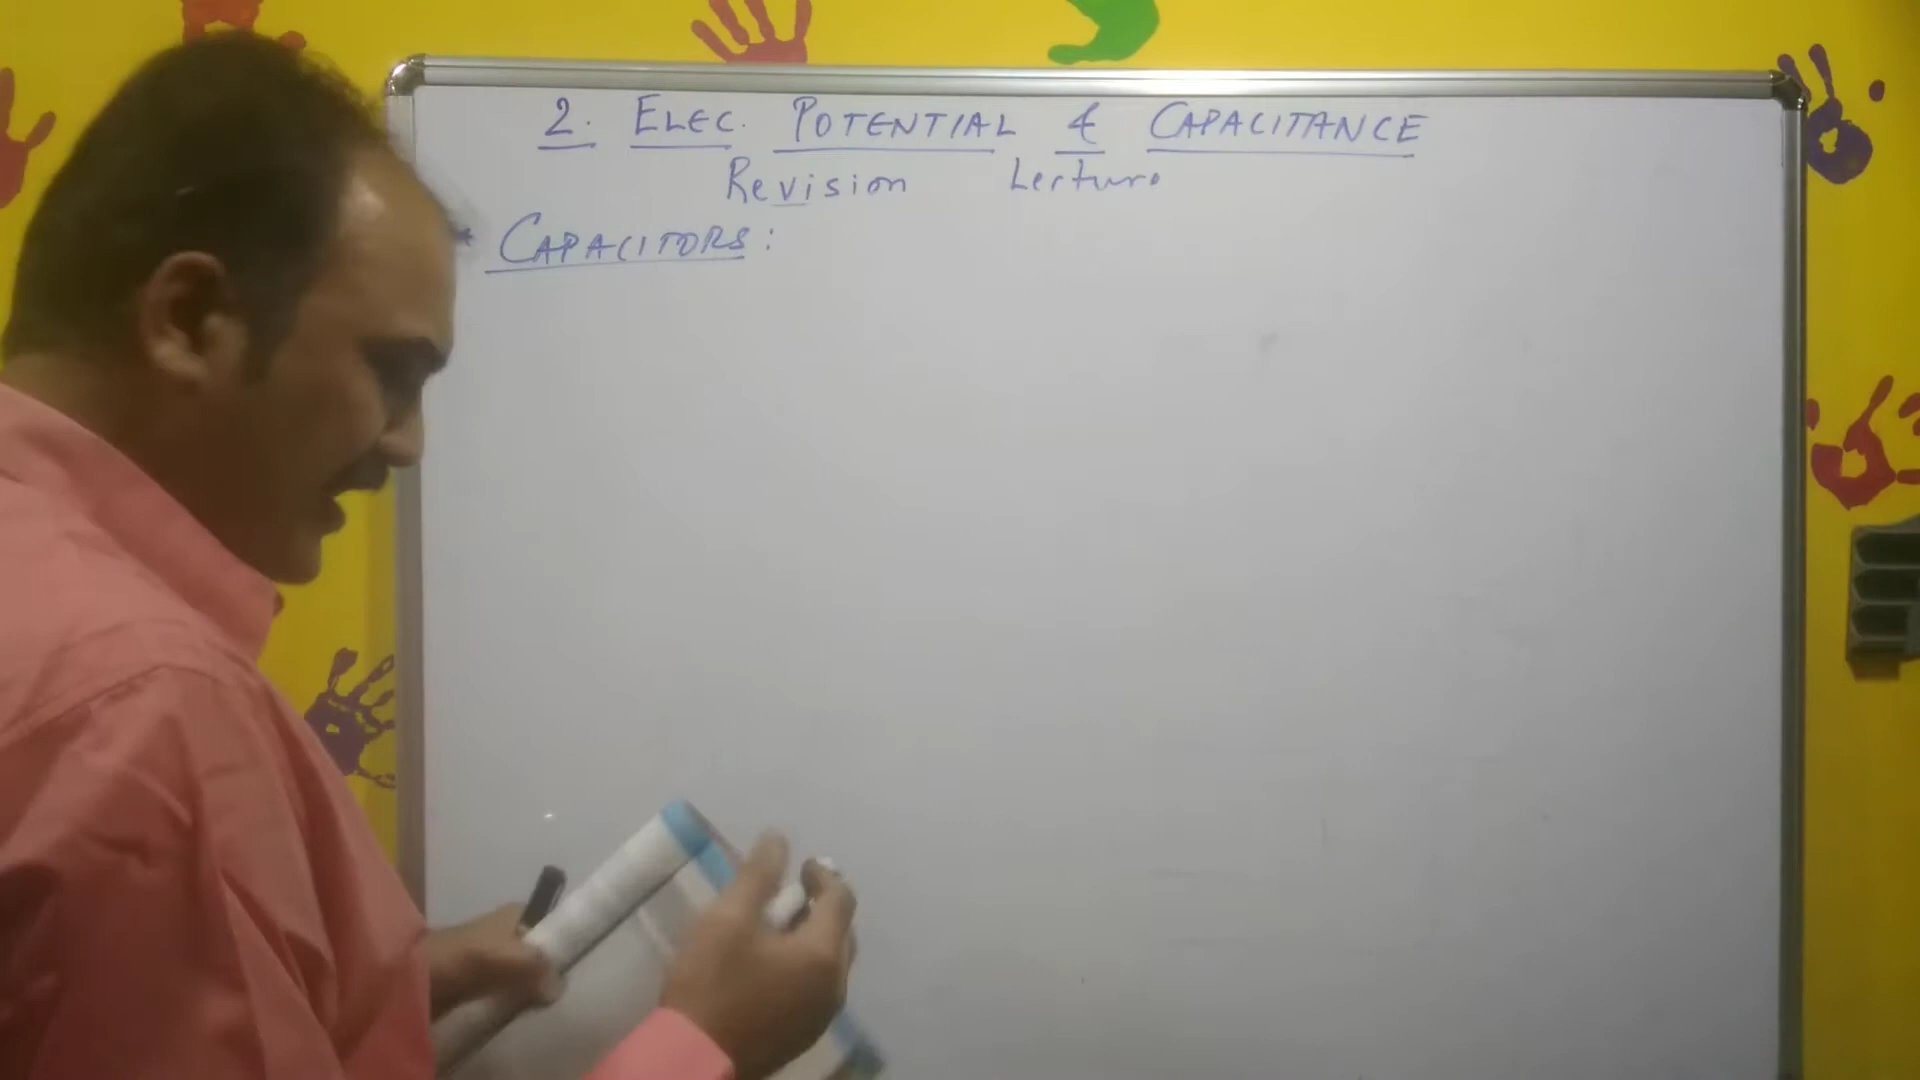 2. ELEC. POTENTIAL & CAPACITANCE
Revision Lecture
* CAPACITORS: